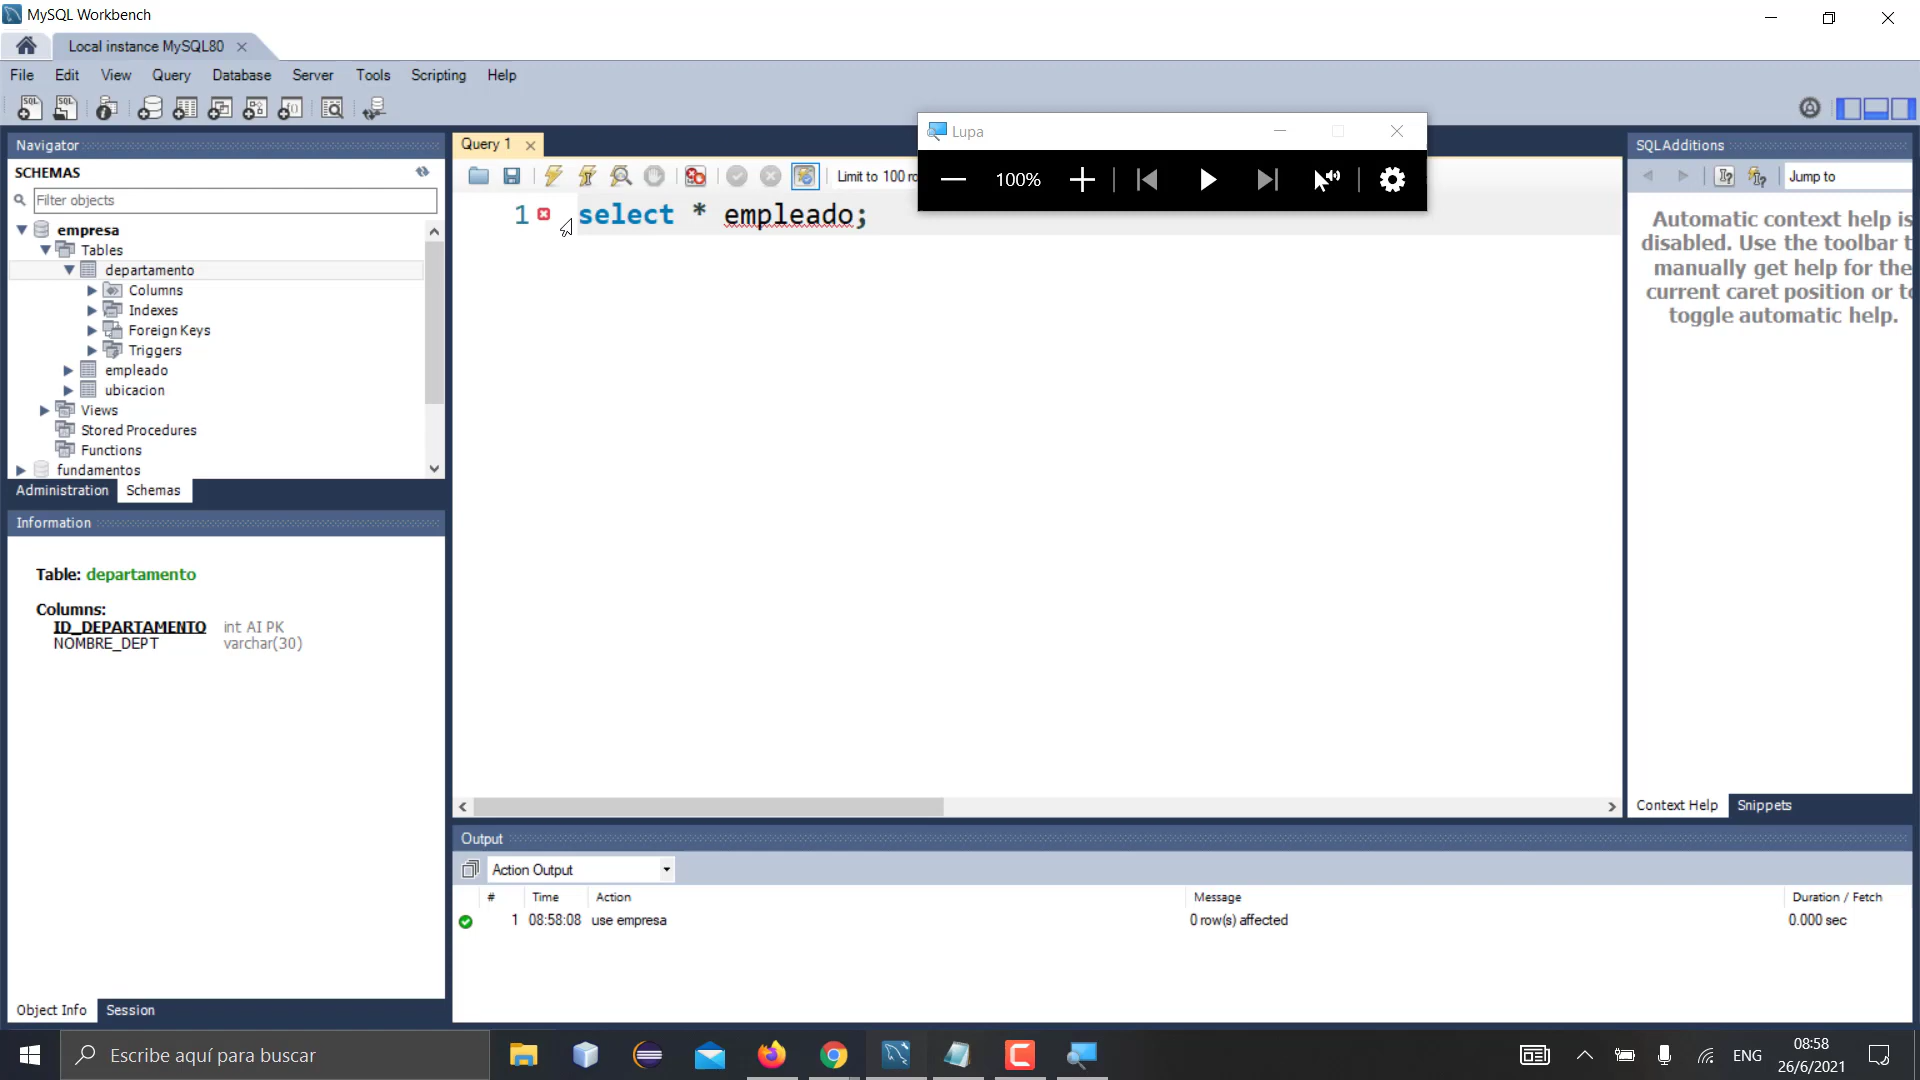 MySQL Workbench
Local instance MySQL80
File Edit View Query Database Server Tools Scripting Help
Navigator
SCHEMAS
Filter objects
empresa
Tables
departamento
Columns
Indexes
Foreign Keys
Triggers
empleado
ubicacion
Views
Stored Procedures
Functions
fundamentos
Administration Schemas
Information
Table: departamento
Columns:
ID_DEPARTAMENTO int AI PK
NOMBRE_DEPT varchar(30)
Object Info Session
Query 1
Limit to 100 ro
1 select * empleado;
Lupa
100%
SQLAdditions
Jump to
Automatic context help is
disabled. Use the toolbar t
manually get help for the
current caret position or to
toggle automatic help.
Context Help Snippets
Output
Action Output
# Time Action Message Duration / Fetch
1 08:58:08 use empresa 0 row(s) affected 0.000 sec
Escribe aquí para buscar
ENG
08:58
26/6/2021